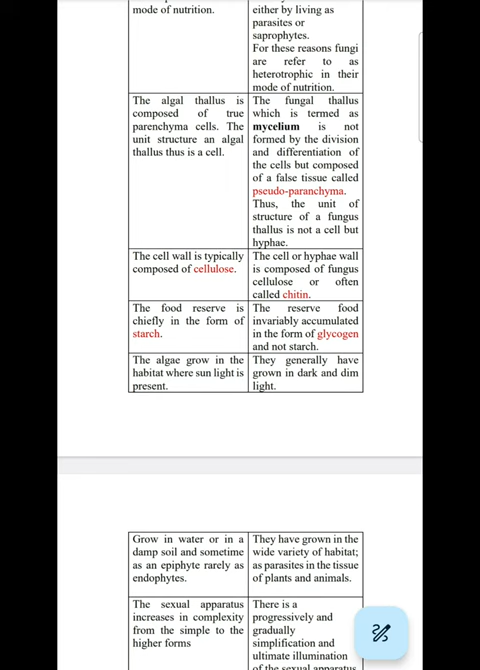 mode of nutrition.
either by living as
parasites or
saprophytes.
For these reasons fungi
are refer to as
heterotrophic in their
mode of nutrition.
The algal thallus is
composed of true
parenchyma cells. The
unit structure an algal
thallus thus is a cell.
The fungal thallus
which is termed as
mycelium is not
formed by the division
and differentiation of
the cells but composed
of a false tissue called
pseudo-paranchyma.
Thus, the unit of
structure of a fungus
thallus is not a cell but
hyphae.
The cell wall is typically
composed of cellulose.
The cell or hyphae wall
is composed of fungus
cellulose or often
called chitin.
The food reserve is
chiefly in the form of
starch.
The reserve food
invariably accumulated
in the form of glycogen
and not starch.
The algae grow in the
habitat where sun light is
present.
They generally have
grown in dark and dim
light.
Grow in water or in a
damp soil and sometime
as an epiphyte rarely as
endophytes.
They have grown in the
wide variety of habitat;
as parasites in the tissue
of plants and animals.
The sexual apparatus
increases in complexity
from the simple to the
higher forms
There is a
progressively and
gradually
simplification and
ultimate illumination
of the sexual apparatus